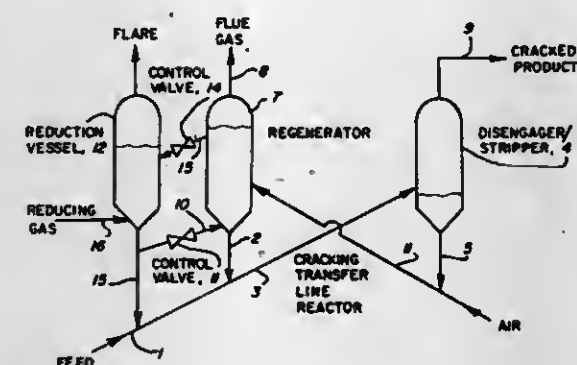 FLARE
FLUE
GAS
9
CRACKED
PRODUCT
CONTROL
VALVE, 14
8
7
REDUCTION
VESSEL, 12
13
REGENERATOR
DISENGAGER/
STRIPPER, 4
REDUCING
GAS
16
10
2
CONTROL
VALVE
11
3
CRACKING
TRANSFER
LINE
REACTOR
5
15
AIR
FEED
1